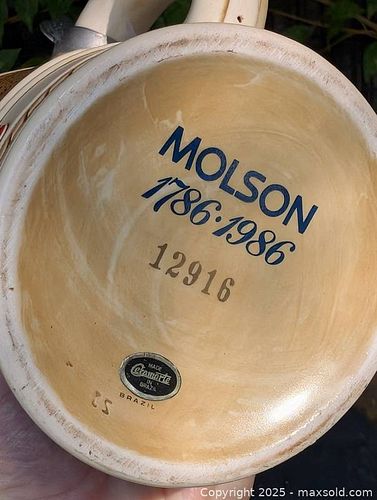 MOLSON
1786·1986
12916
MADE
Ceramarte
IN
BRAZIL
BRAZIL
Copyright © 2025 - maxsold.com